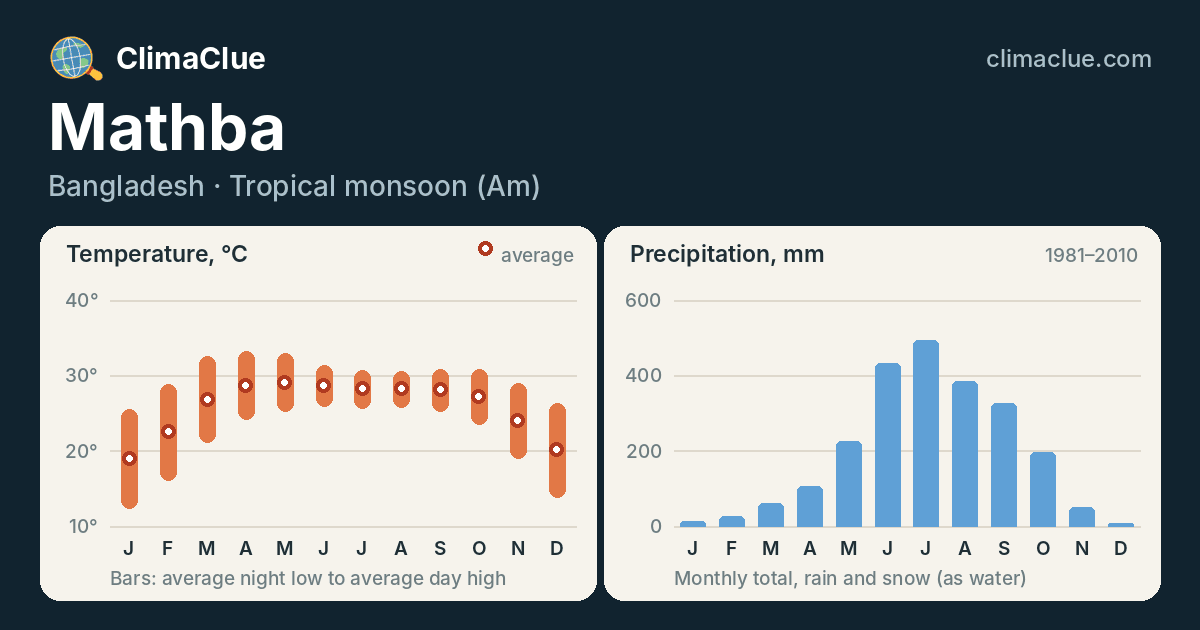 ClimaClue
climaclue.com
Mathba
Bangladesh · Tropical monsoon (Am)
Temperature, °C
average
40°
30°
20°
10°
J F M A M J J A S O N D
Bars: average night low to average day high
Precipitation, mm
1981–2010
600
400
200
0
J F M A M J J A S O N D
Monthly total, rain and snow (as water)